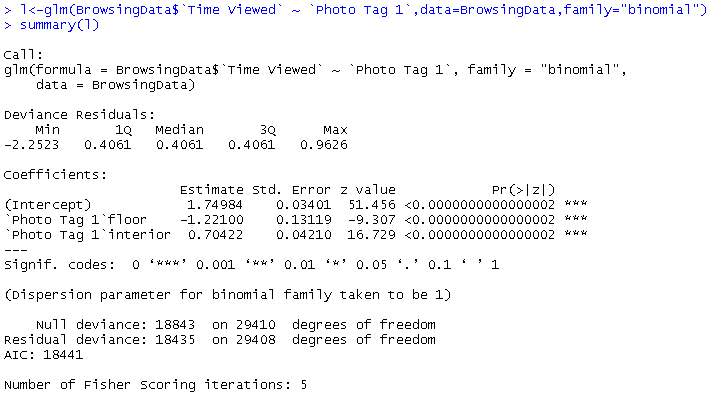 > l<-glm(BrowsingData$`Time Viewed` ~ `Photo Tag 1`,data=BrowsingData,family="binomial")
> summary(l)
Call:
glm(formula = BrowsingData$`Time Viewed` ~ `Photo Tag 1`, family = "binomial",
    data = BrowsingData)
Deviance Residuals:
    Min      1Q  Median      3Q     Max
-2.2523  0.4061  0.4061  0.4061  0.9626
Coefficients:
                      Estimate Std. Error z value            Pr(>|z|)
(Intercept)            1.74984    0.03401  51.456 <0.0000000000000002 ***
`Photo Tag 1`floor    -1.22100    0.13119  -9.307 <0.0000000000000002 ***
`Photo Tag 1`interior  0.70422    0.04210  16.729 <0.0000000000000002 ***
---
Signif. codes:  0 ‘***’ 0.001 ‘**’ 0.01 ‘*’ 0.05 ‘.’ 0.1 ‘ ’ 1
(Dispersion parameter for binomial family taken to be 1)
    Null deviance: 18843  on 29410  degrees of freedom
Residual deviance: 18435  on 29408  degrees of freedom
AIC: 18441
Number of Fisher Scoring iterations: 5